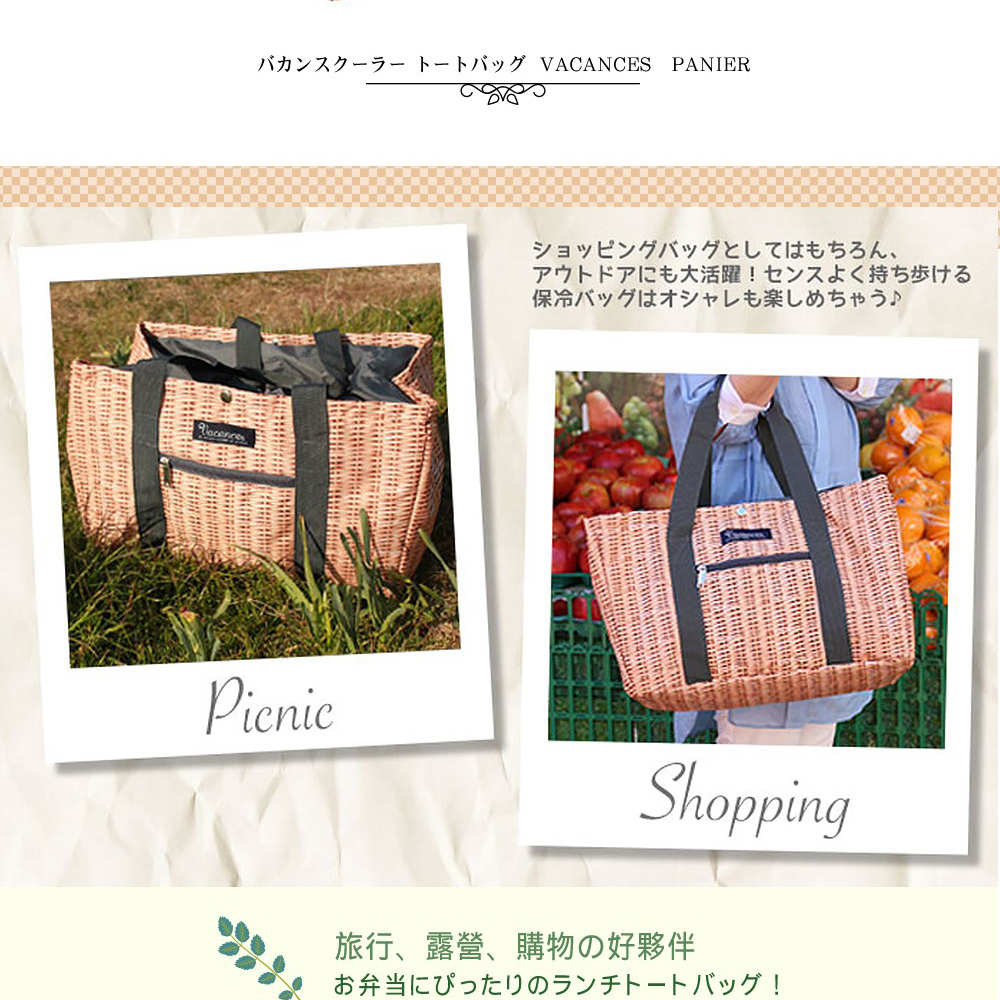 バカンスクーラー トートバッグ VACANCES PANIER
ショッピングバッグとしてはもちろん、
アウトドアにも大活躍！センスよく持ち歩ける
保冷バッグはオシャレも楽しめちゃう♪
Vacances
Picnic
Vacances
Shopping
旅行、露營、購物の好夥伴
お弁当にぴったりのランチトートバッグ！